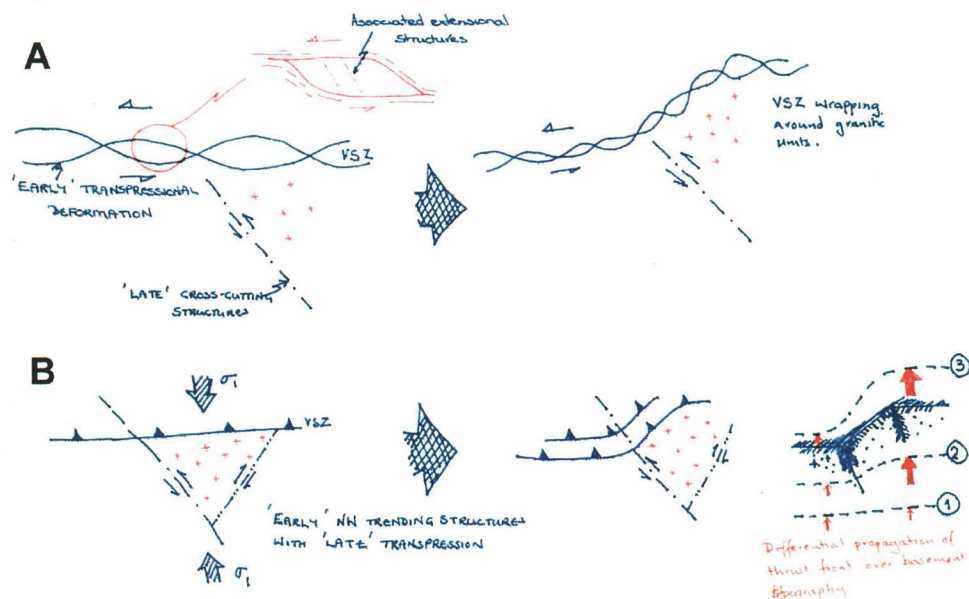 A
Associated extensional
structures
VSZ
'EARLY' TRANSPRESSIONAL
DEFORMATION
'LATE' CROSS-CUTTING
STRUCTURES
VSZ wrapping
around granitic
units.
B
σ1
VSZ
σ1
'EARLY' NW TRENDING STRUCTURES
WITH 'LATE' TRANSPRESSION
3
2
1
Differential propagation of
thrust front over basement
topography